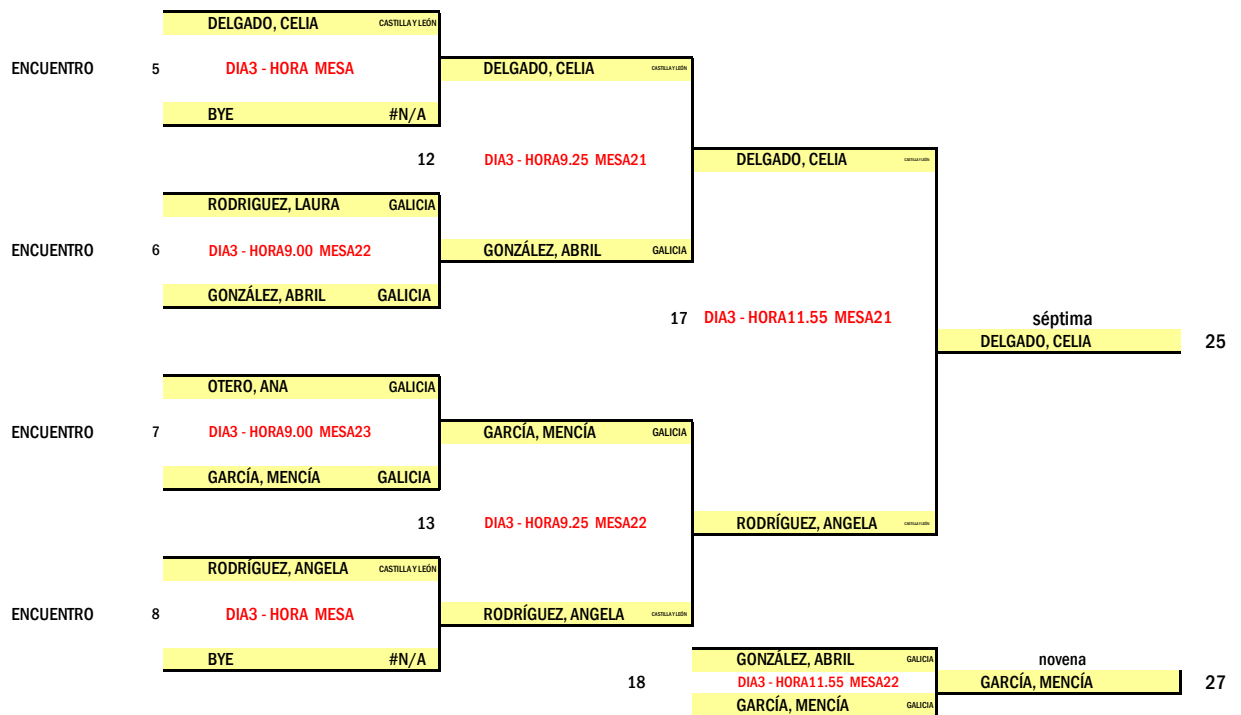 DELGADO, CELIA CASTILLA Y LEÓN
ENCUENTRO 5 DIA3 - HORA MESA DELGADO, CELIA CASTILLA Y LEÓN
BYE #N/A
12 DIA3 - HORA9.25 MESA21 DELGADO, CELIA CASTILLA Y LEÓN
RODRIGUEZ, LAURA GALICIA
ENCUENTRO 6 DIA3 - HORA9.00 MESA22 GONZÁLEZ, ABRIL GALICIA
GONZÁLEZ, ABRIL GALICIA
17 DIA3 - HORA11.55 MESA21 séptima
DELGADO, CELIA 25
OTERO, ANA GALICIA
ENCUENTRO 7 DIA3 - HORA9.00 MESA23 GARCÍA, MENCÍA GALICIA
GARCÍA, MENCÍA GALICIA
13 DIA3 - HORA9.25 MESA22 RODRÍGUEZ, ANGELA CASTILLA Y LEÓN
RODRÍGUEZ, ANGELA CASTILLA Y LEÓN
ENCUENTRO 8 DIA3 - HORA MESA RODRÍGUEZ, ANGELA CASTILLA Y LEÓN
BYE #N/A GONZÁLEZ, ABRIL GALICIA novena
18 DIA3 - HORA11.55 MESA22 GARCÍA, MENCÍA 27
GARCÍA, MENCÍA GALICIA